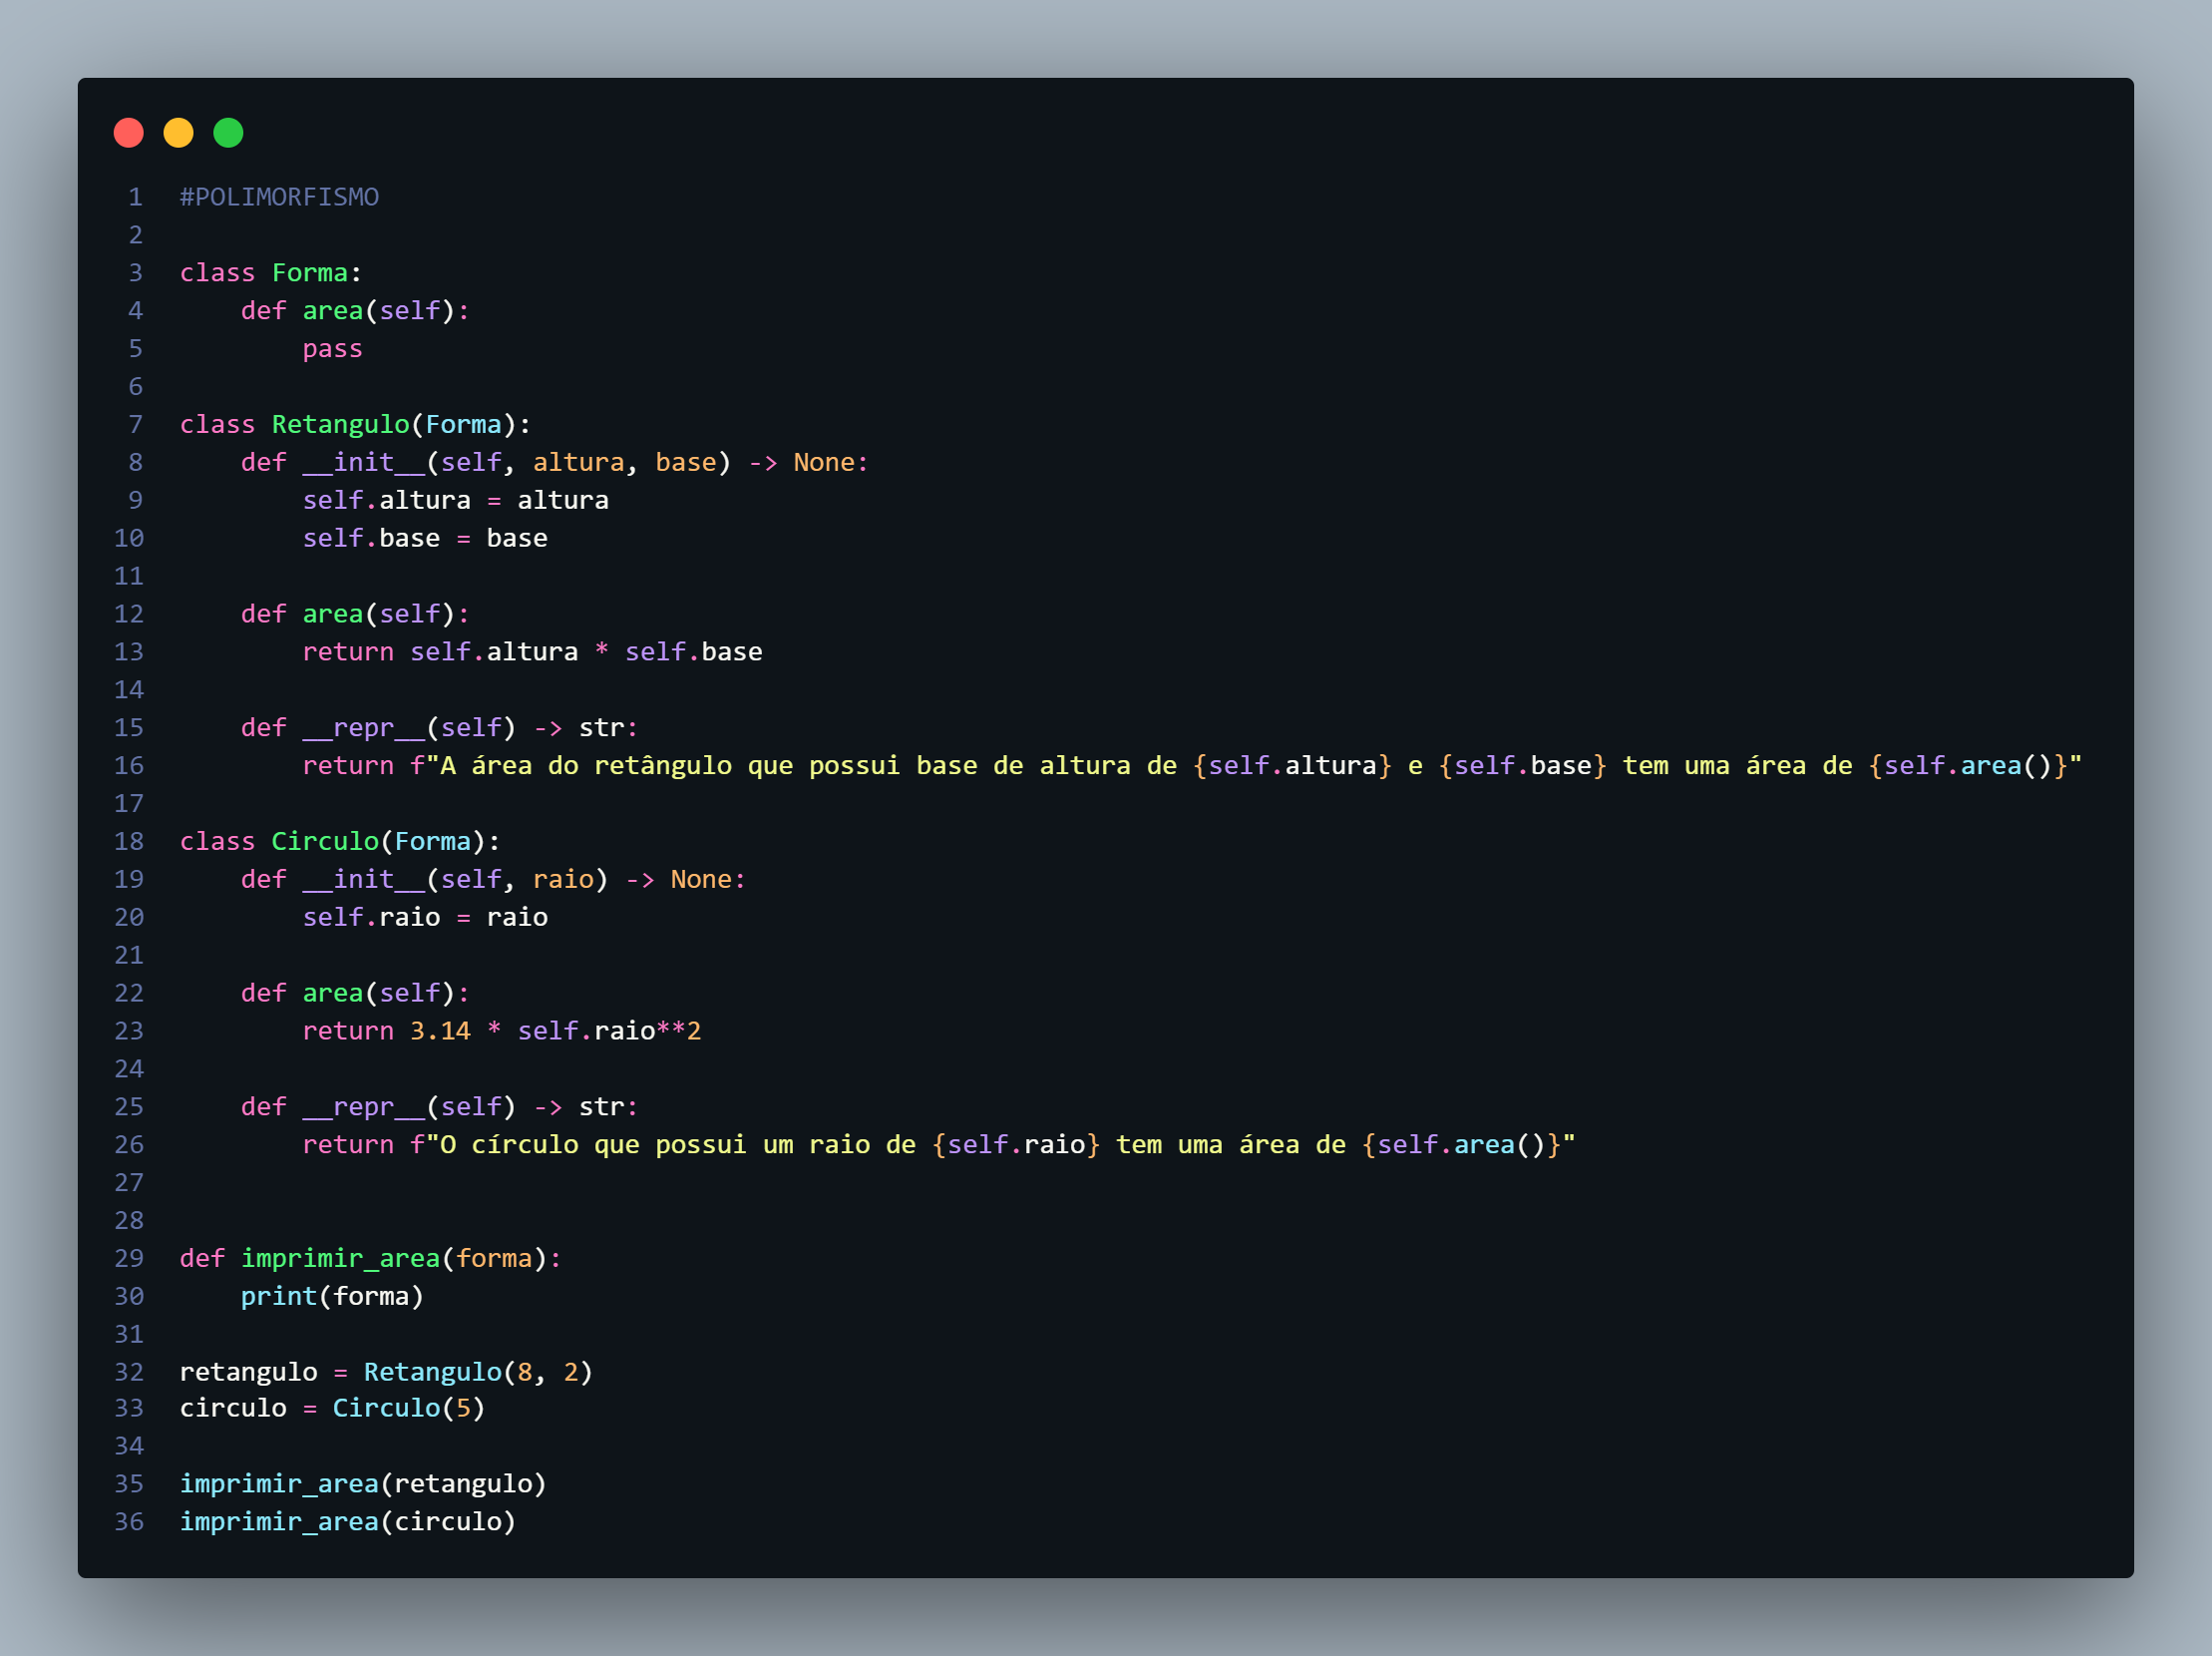 1 #POLIMORFISMO
2
3 class Forma:
4     def area(self):
5         pass
6
7 class Retangulo(Forma):
8     def __init__(self, altura, base) -> None:
9         self.altura = altura
10         self.base = base
11
12     def area(self):
13         return self.altura * self.base
14
15     def __repr__(self) -> str:
16         return f"A área do retângulo que possui base de altura de {self.altura} e {self.base} tem uma área de {self.area()}"
17
18 class Circulo(Forma):
19     def __init__(self, raio) -> None:
20         self.raio = raio
21
22     def area(self):
23         return 3.14 * self.raio**2
24
25     def __repr__(self) -> str:
26         return f"O círculo que possui um raio de {self.raio} tem uma área de {self.area()}"
27
28
29 def imprimir_area(forma):
30     print(forma)
31
32 retangulo = Retangulo(8, 2)
33 circulo = Circulo(5)
34
35 imprimir_area(retangulo)
36 imprimir_area(circulo)